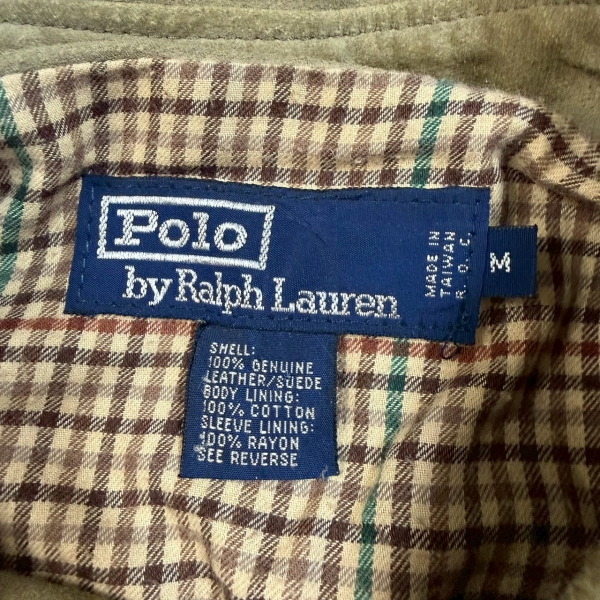 Polo
by Ralph Lauren
MADE IN
TAIWAN
R. O. C.
M
SHELL:
100% GENUINE
LEATHER/SUEDE
BODY LINING:
100% COTTON
SLEEVE LINING:
100% RAYON
SEE REVERSE